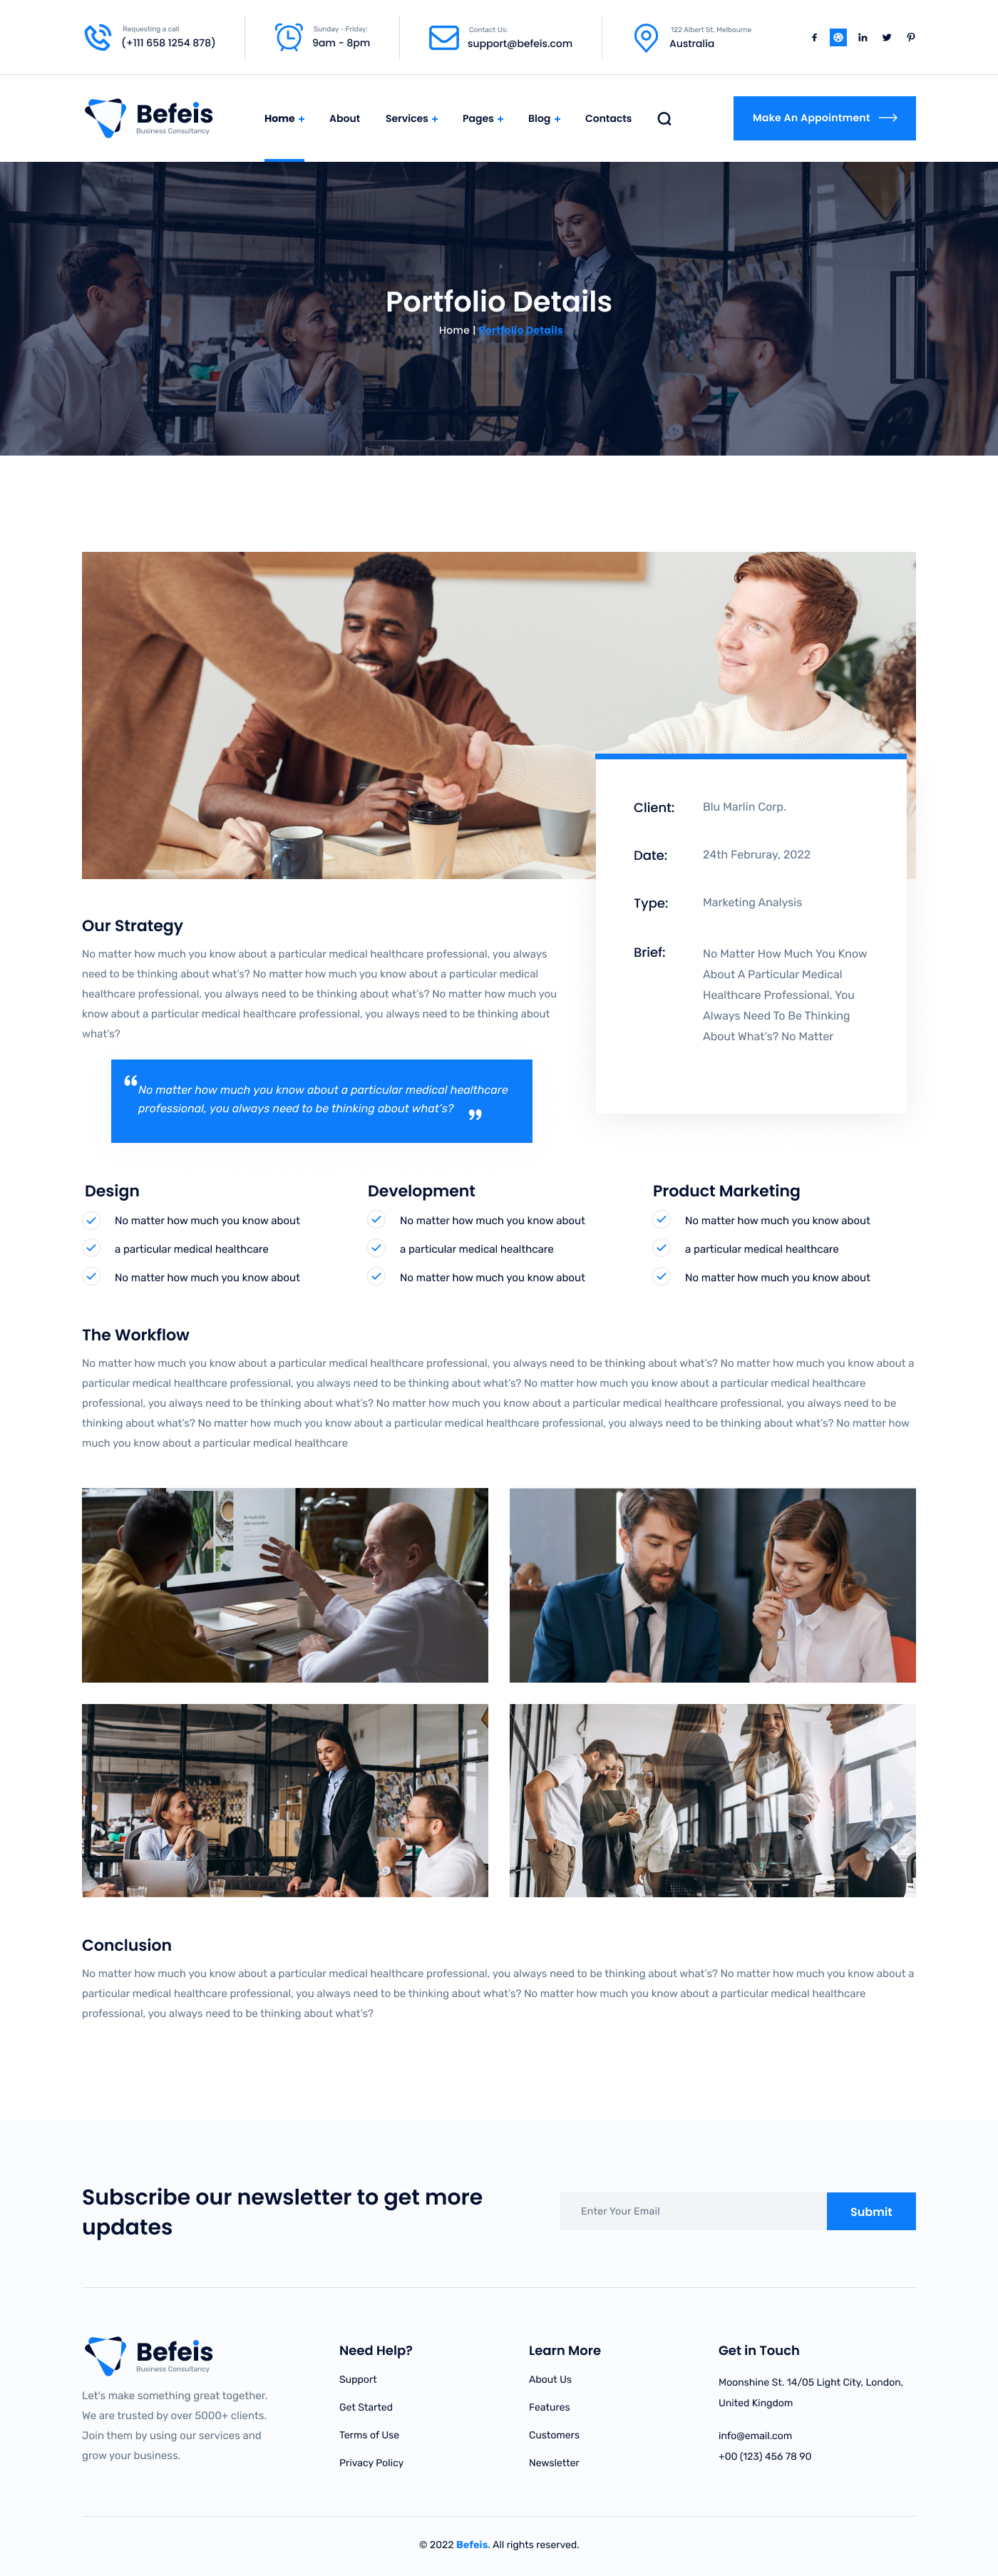 Requesting a call
(+111 658 1254 878)
Sunday - Friday:
9am - 8pm
Contact Us:
support@befeis.com
122 Albert St, Melbourne
Australia
Befeis
Business Consultancy
Home +
About
Services +
Pages +
Blog +
Contacts
Make An Appointment
Portfolio Details
Home | Portfolio Details
Client: Blu Marlin Corp.
Date: 24th Februray, 2022
Type: Marketing Analysis
Brief: No Matter How Much You Know
About A Particular Medical
Healthcare Professional, You
Always Need To Be Thinking
About What's? No Matter
Our Strategy
No matter how much you know about a particular medical healthcare professional, you always
need to be thinking about what's? No matter how much you know about a particular medical
healthcare professional, you always need to be thinking about what's? No matter how much you
know about a particular medical healthcare professional, you always need to be thinking about
what's?
“ No matter how much you know about a particular medical healthcare
professional, you always need to be thinking about what's? ”
Design
No matter how much you know about
a particular medical healthcare
No matter how much you know about
Development
No matter how much you know about
a particular medical healthcare
No matter how much you know about
Product Marketing
No matter how much you know about
a particular medical healthcare
No matter how much you know about
The Workflow
No matter how much you know about a particular medical healthcare professional, you always need to be thinking about what's? No matter how much you know about a
particular medical healthcare professional, you always need to be thinking about what's? No matter how much you know about a particular medical healthcare
professional, you always need to be thinking about what's? No matter how much you know about a particular medical healthcare professional, you always need to be
thinking about what's? No matter how much you know about a particular medical healthcare professional, you always need to be thinking about what's? No matter how
much you know about a particular medical healthcare
Conclusion
No matter how much you know about a particular medical healthcare professional, you always need to be thinking about what's? No matter how much you know about a
particular medical healthcare professional, you always need to be thinking about what's? No matter how much you know about a particular medical healthcare
professional, you always need to be thinking about what's?
Subscribe our newsletter to get more
updates
Enter Your Email
Submit
Befeis
Business Consultancy
Let's make something great together.
We are trusted by over 5000+ clients.
Join them by using our services and
grow your business.
Need Help?
Support
Get Started
Terms of Use
Privacy Policy
Learn More
About Us
Features
Customers
Newsletter
Get in Touch
Moonshine St. 14/05 Light City, London,
United Kingdom
info@email.com
+00 (123) 456 78 90
© 2022 Befeis. All rights reserved.